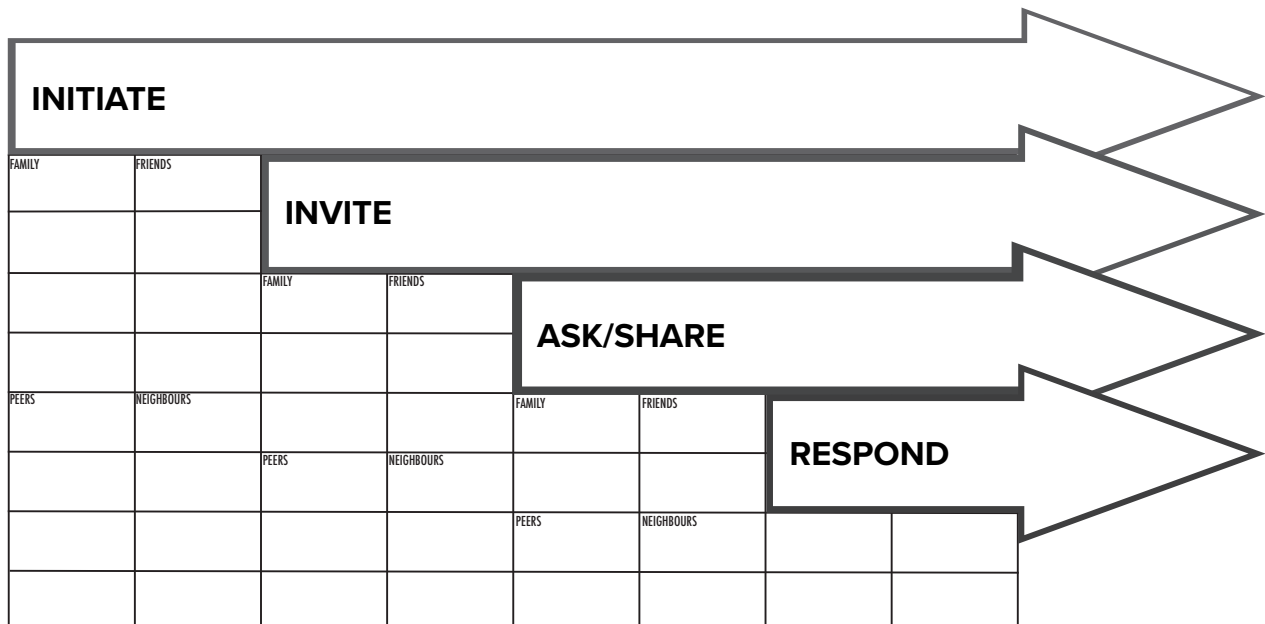 INITIATE
FAMILY FRIENDS
INVITE
FAMILY FRIENDS
ASK/SHARE
PEERS NEIGHBOURS
FAMILY FRIENDS
RESPOND
PEERS NEIGHBOURS
PEERS NEIGHBOURS